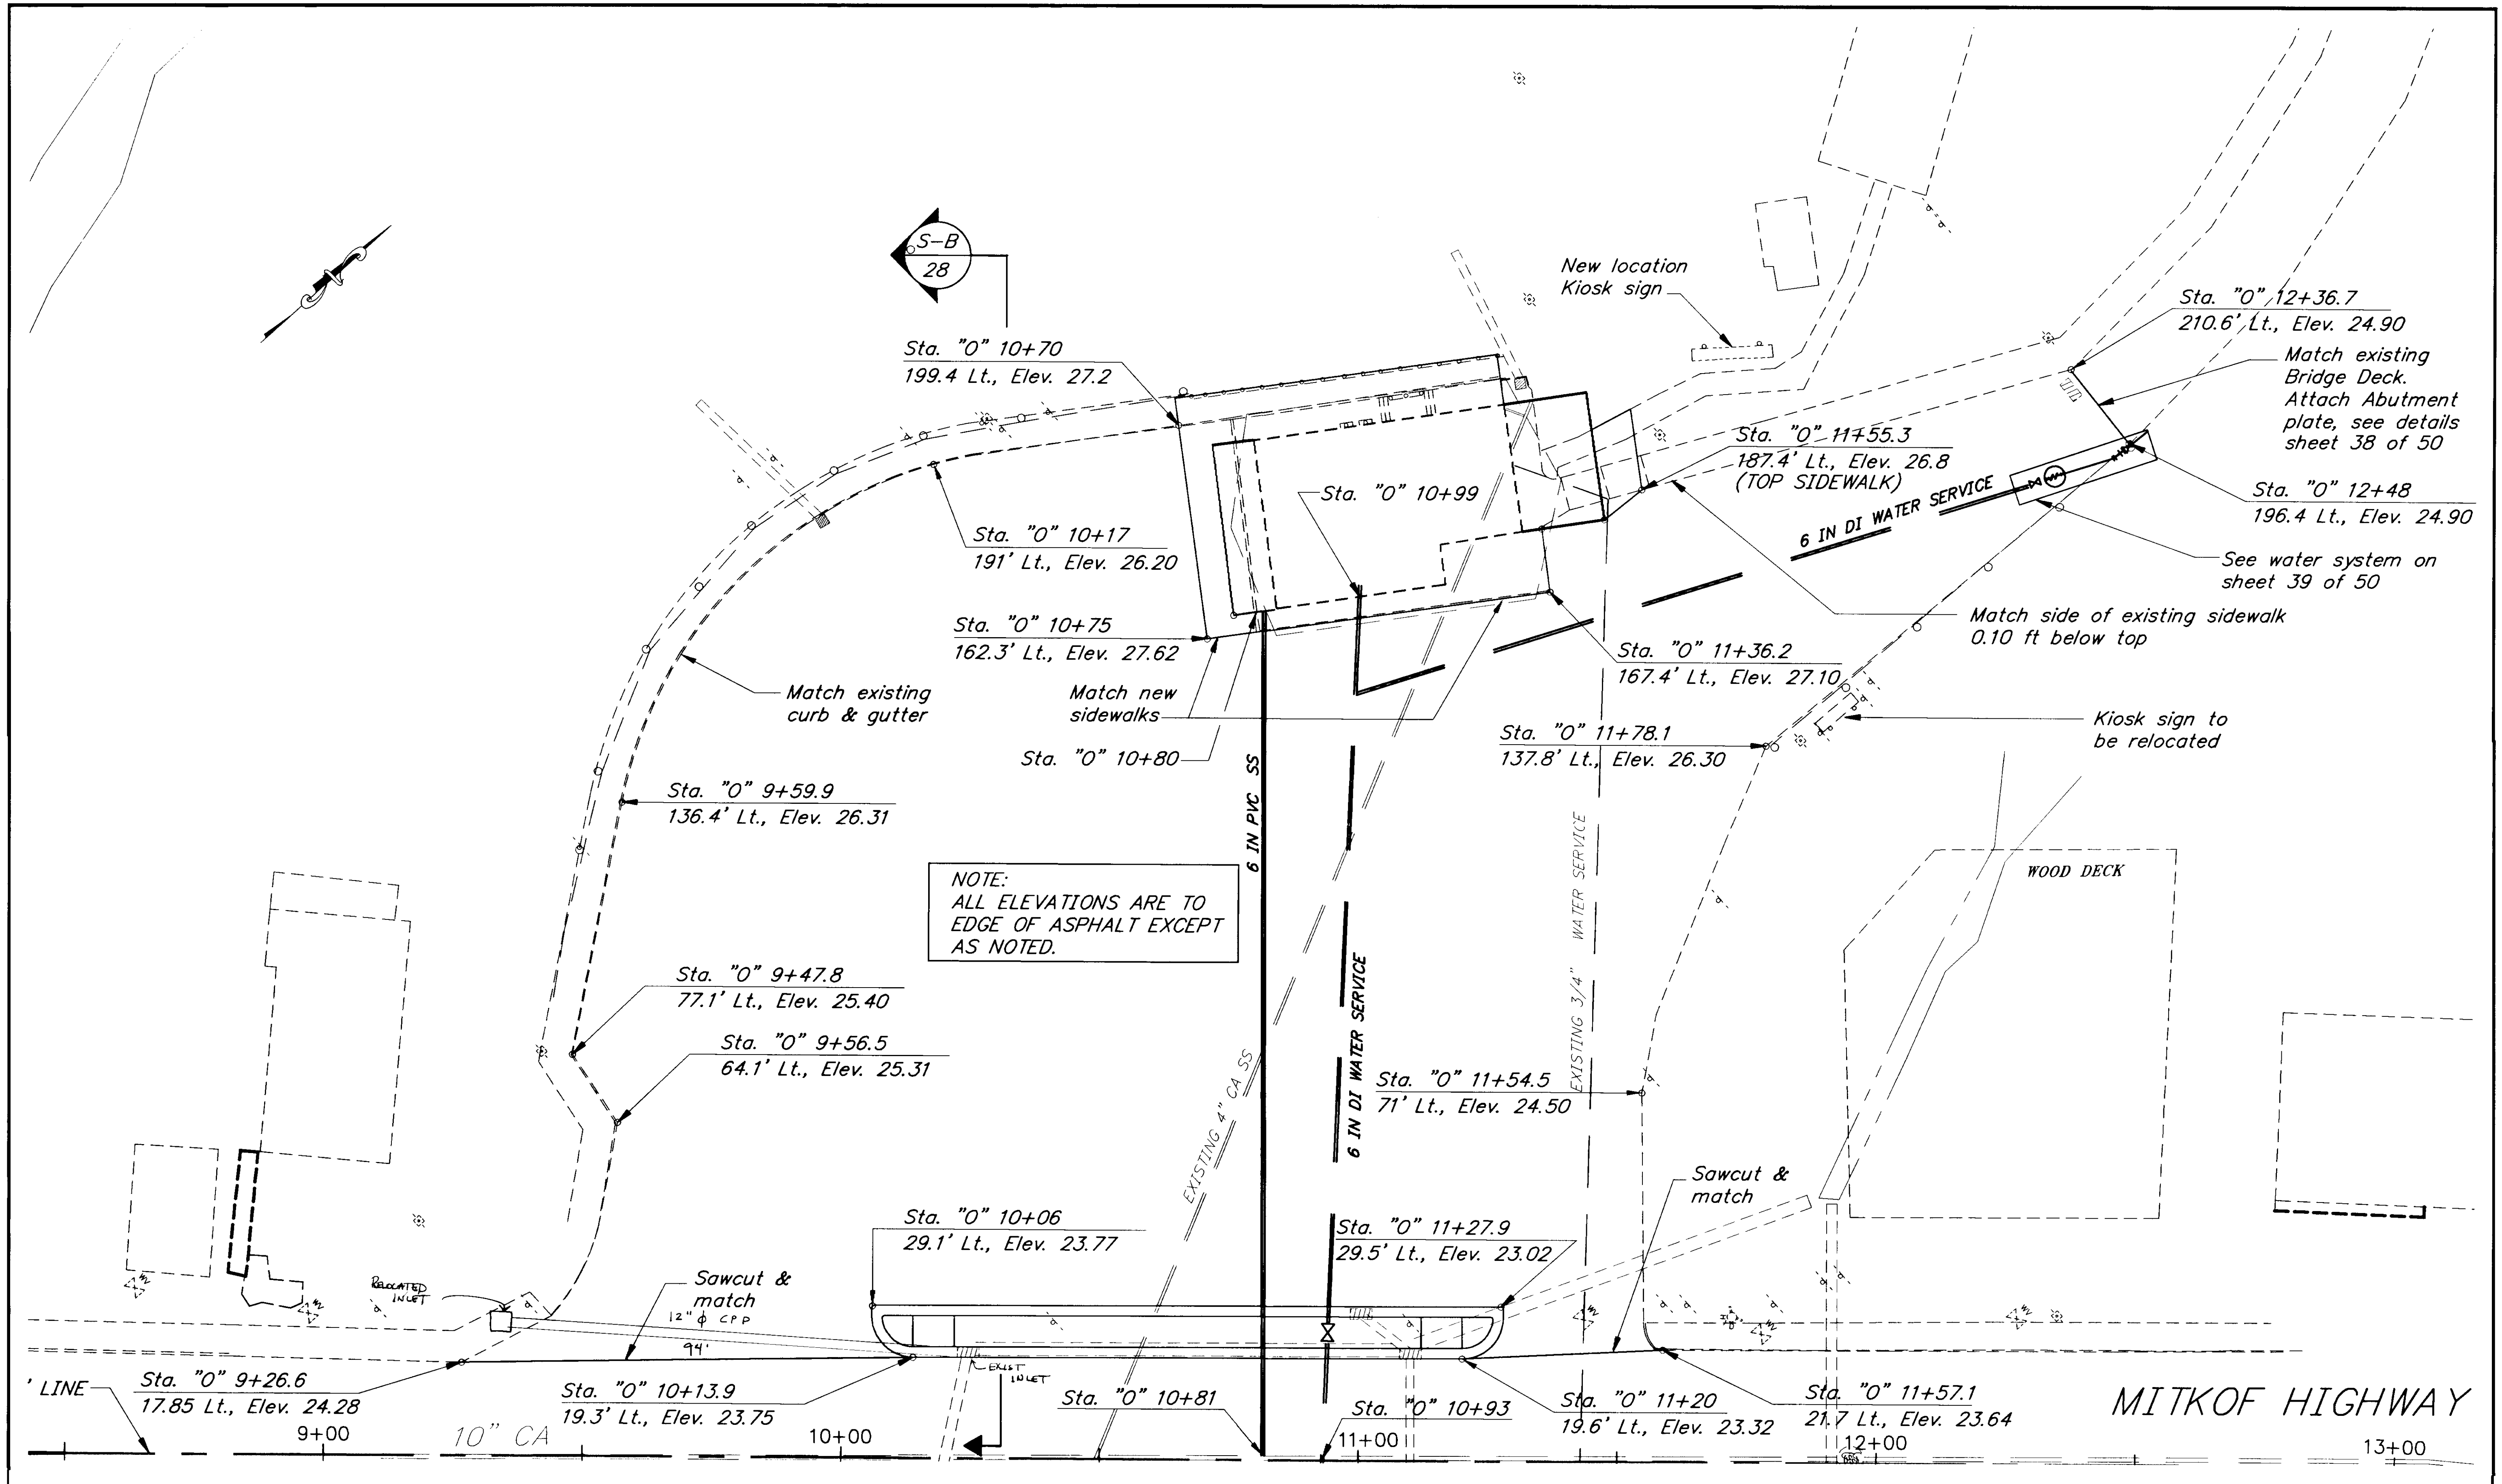 S-B
28
Sta. "O" 10+70
199.4 Lt., Elev. 27.2
New location
Kiosk sign
Sta. "O" 12+36.7
210.6' Lt., Elev. 24.90
Match existing
Bridge Deck.
Attach Abutment
plate, see details
sheet 38 of 50
Sta. "O" 11+55.3
187.4' Lt., Elev. 26.8
(TOP SIDEWALK)
Sta. "O" 10+99
6 IN DI WATER SERVICE
Sta. "O" 12+48
196.4 Lt., Elev. 24.90
Sta. "O" 10+17
191' Lt., Elev. 26.20
See water system on
sheet 39 of 50
Match side of existing sidewalk
0.10 ft below top
Sta. "O" 10+75
162.3' Lt., Elev. 27.62
Sta. "O" 11+36.2
167.4' Lt., Elev. 27.10
Match existing
curb & gutter
Match new
sidewalks
Sta. "O" 10+80
Sta. "O" 11+78.1
137.8' Lt., Elev. 26.30
Kiosk sign to
be relocated
Sta. "O" 9+59.9
136.4' Lt., Elev. 26.31
6 IN PVC SS
EXISTING 3/4" WATER SERVICE
WOOD DECK
NOTE:
ALL ELEVATIONS ARE TO
EDGE OF ASPHALT EXCEPT
AS NOTED.
Sta. "O" 9+47.8
77.1' Lt., Elev. 25.40
6 IN DI WATER SERVICE
Sta. "O" 9+56.5
64.1' Lt., Elev. 25.31
EXISTING 4" CA SS
Sta. "O" 11+54.5
71' Lt., Elev. 24.50
Sawcut &
match
Sta. "O" 10+06
29.1' Lt., Elev. 23.77
Sta. "O" 11+27.9
29.5' Lt., Elev. 23.02
RELOCATED
INLET
Sawcut &
match
12" ϕ CPP
94'
EXIST
INLET
' LINE
Sta. "O" 9+26.6
17.85 Lt., Elev. 24.28
Sta. "O" 10+13.9
19.3' Lt., Elev. 23.75
Sta. "O" 10+81
Sta. "O" 10+93
Sta. "O" 11+20
19.6' Lt., Elev. 23.32
Sta. "O" 11+57.1
21.7 Lt., Elev. 23.64
MITKOF HIGHWAY
9+00
10" CA
10+00
11+00
12+00
13+00